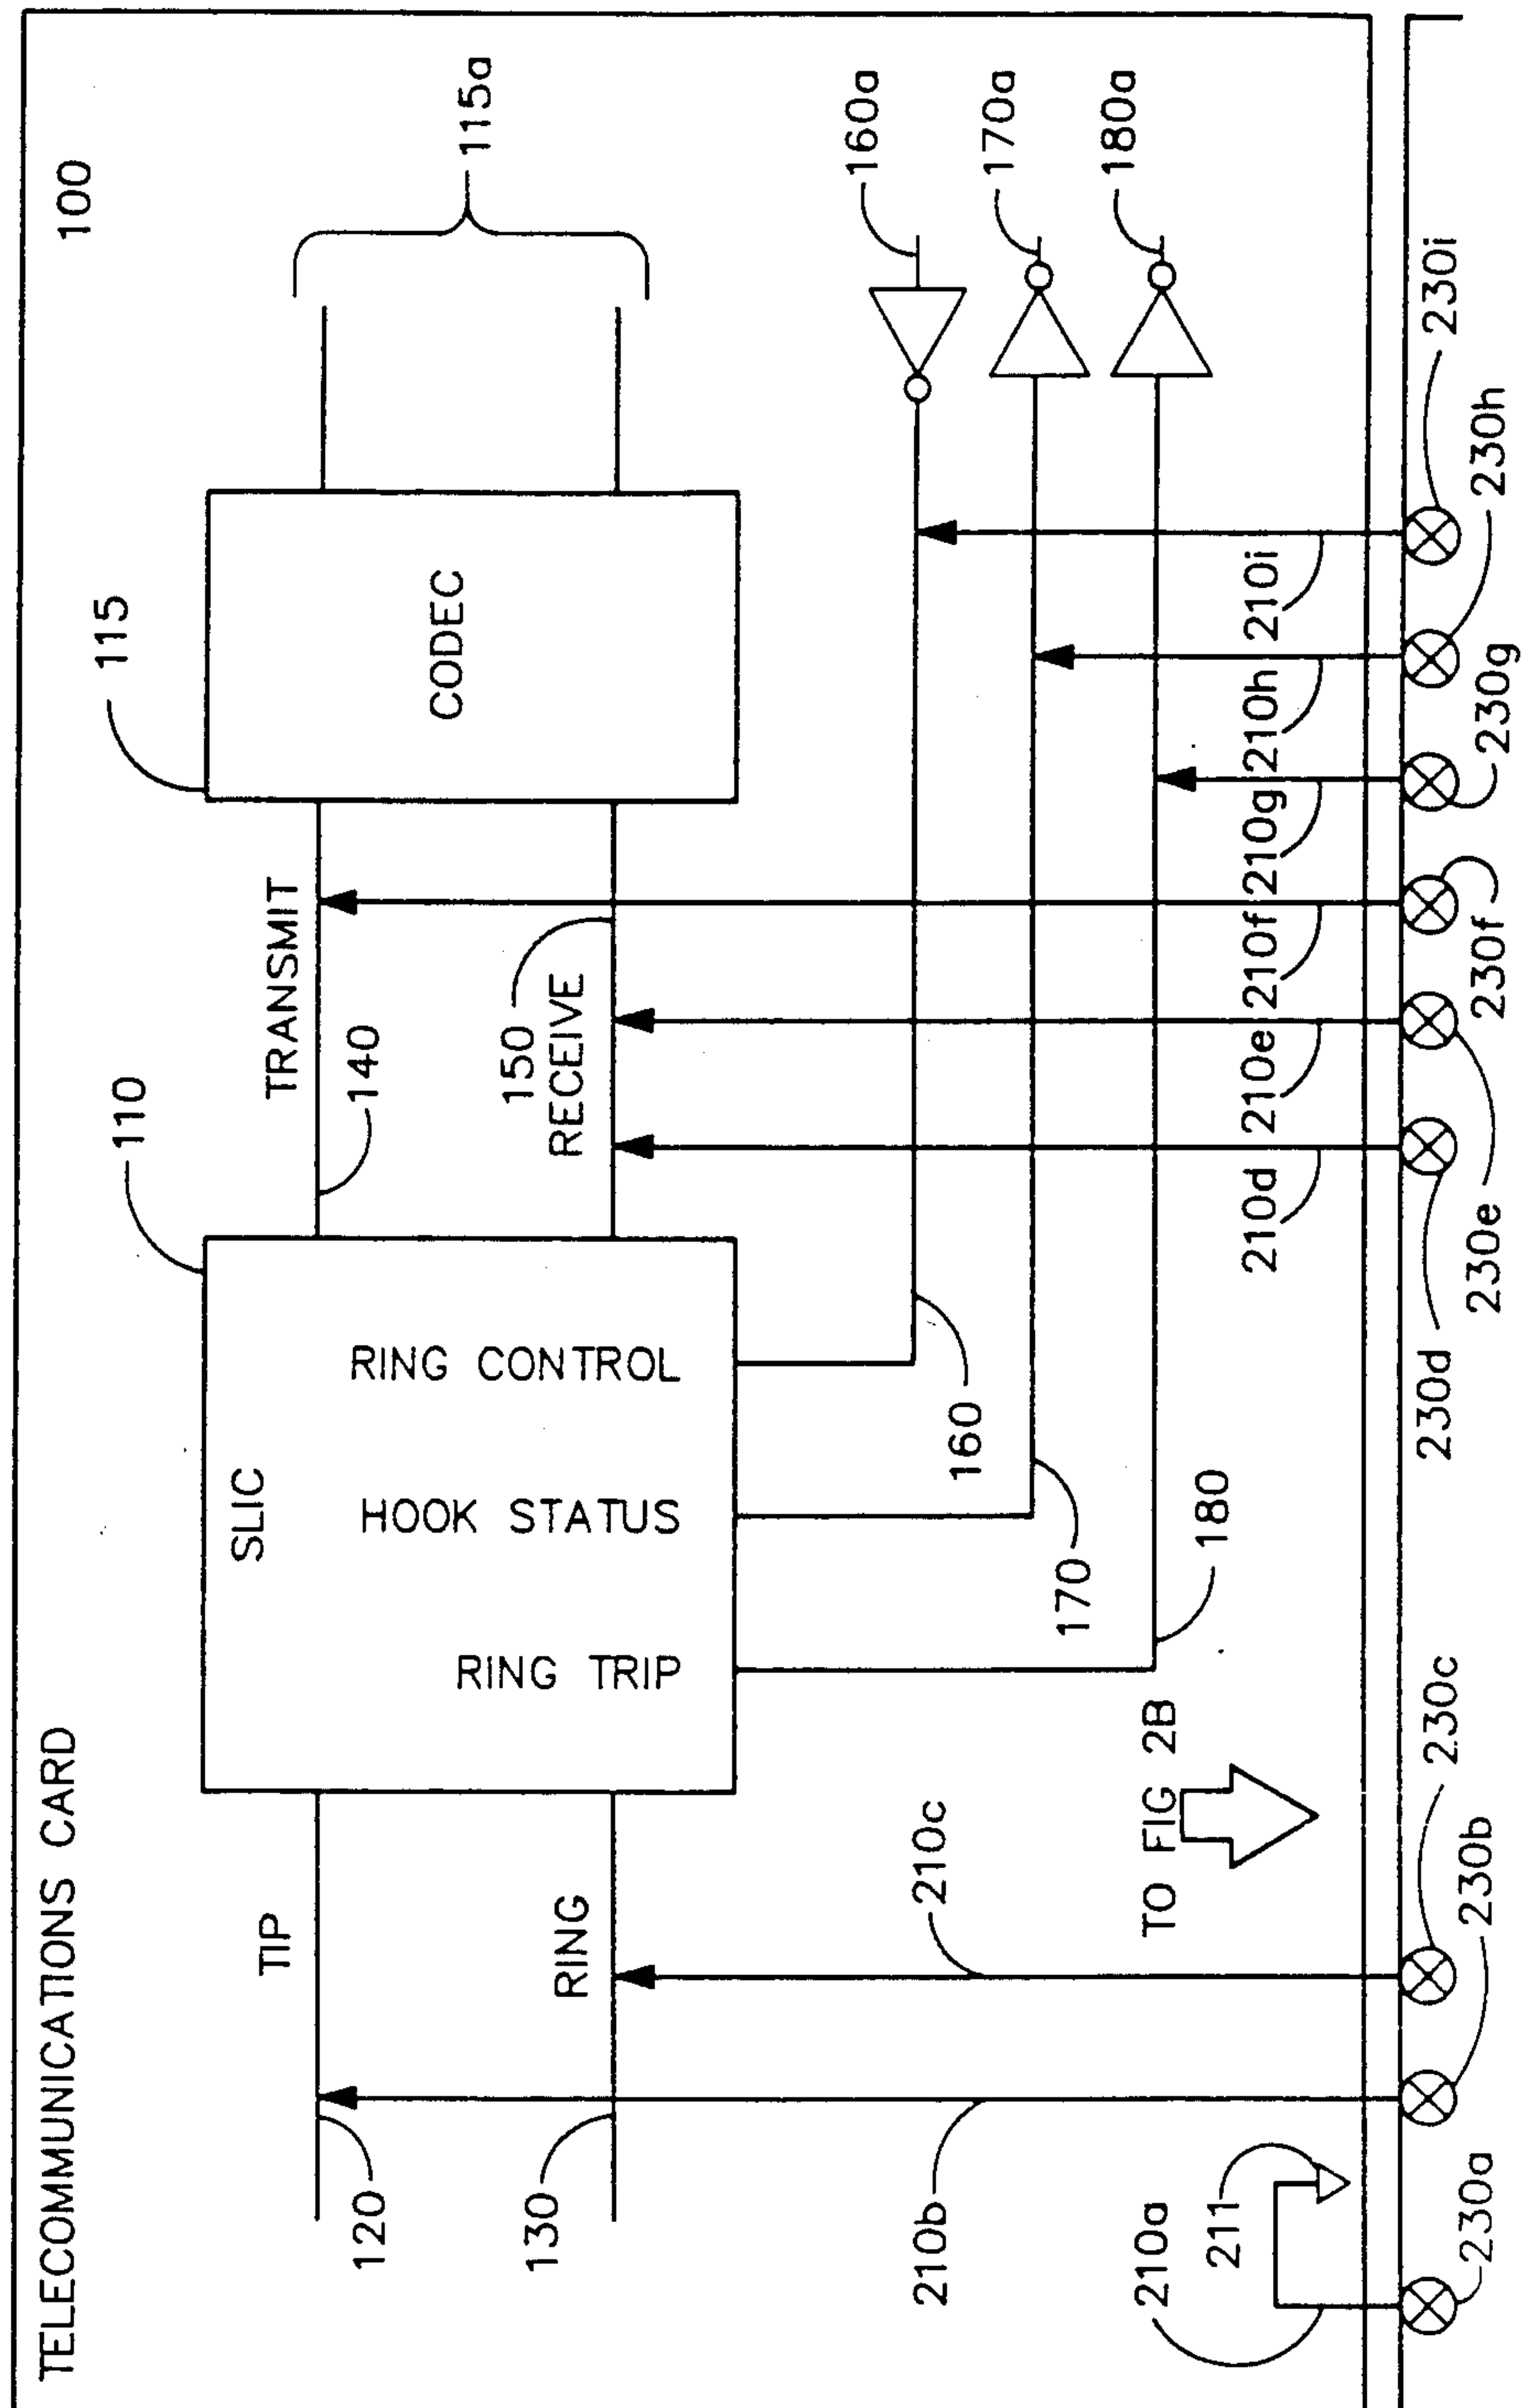 TELECOMMUNICATIONS CARD
100
110
115
115a
SLIC
CODEC
TIP
TRANSMIT
120
140
RING CONTROL
HOOK STATUS
RING TRIP
RING
RECEIVE
130
150
160
160a
170
170a
180
180a
210b
210c
TO FIG 2B
210a
211
210d
210e
210f
210g
210h
210i
230a
230b
230c
230d
230e
230f
230g
230h
230i